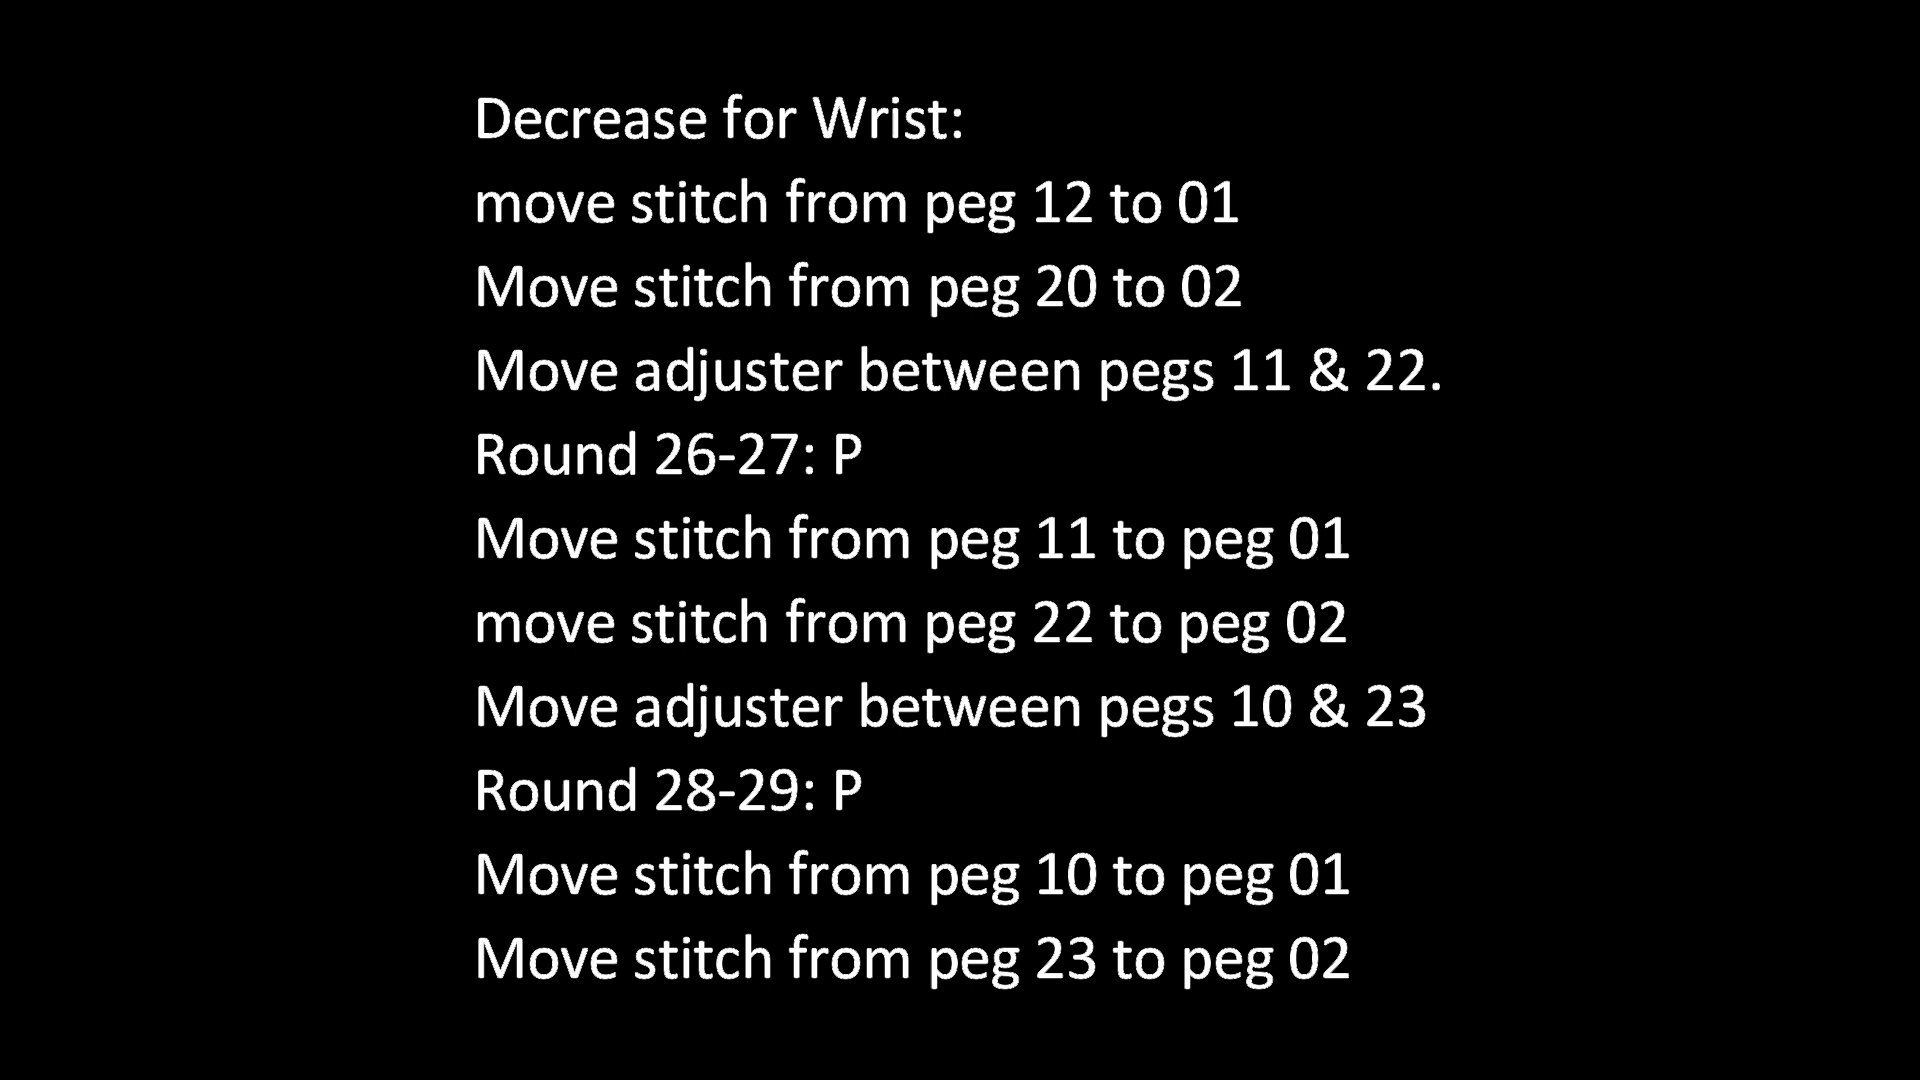 Decrease for Wrist:
move stitch from peg 12 to 01
Move stitch from peg 20 to 02
Move adjuster between pegs 11 & 22.
Round 26-27: P
Move stitch from peg 11 to peg 01
move stitch from peg 22 to peg 02
Move adjuster between pegs 10 & 23
Round 28-29: P
Move stitch from peg 10 to peg 01
Move stitch from peg 23 to peg 02